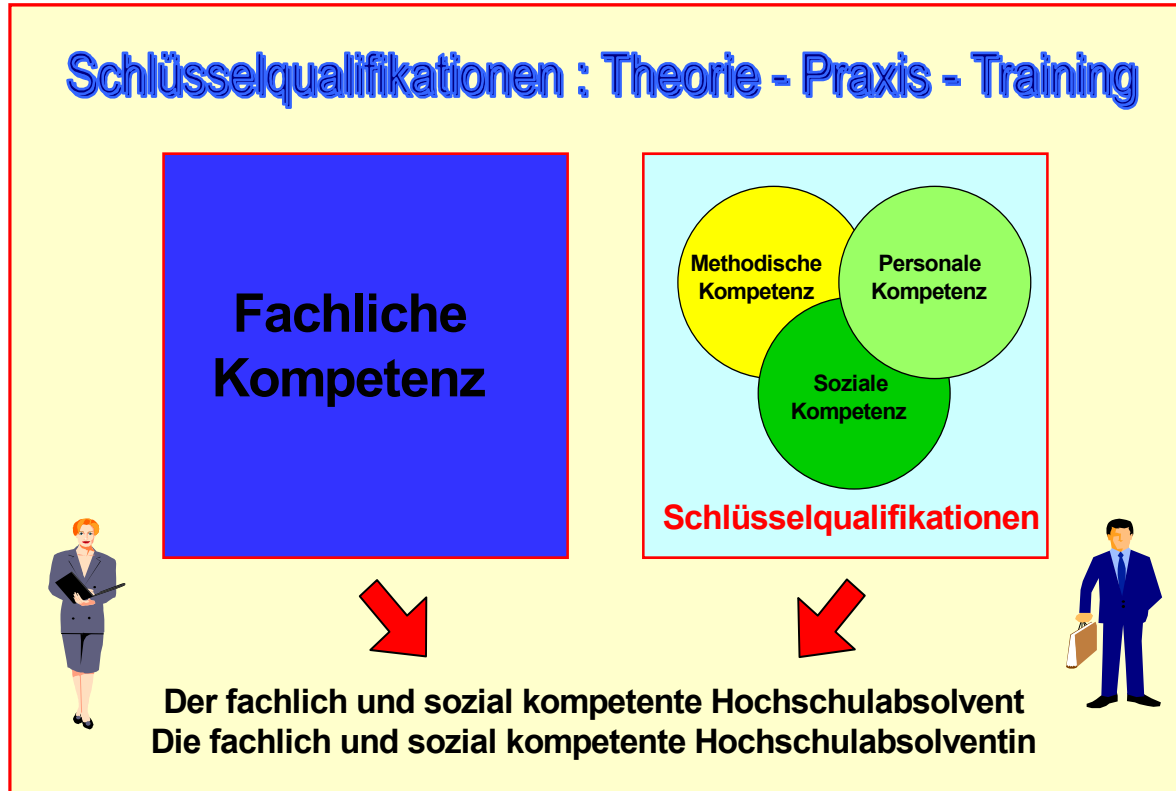 Schlüsselqualifikationen : Theorie - Praxis - Training
Fachliche
Kompetenz
Methodische
Kompetenz
Personale
Kompetenz
Soziale
Kompetenz
Schlüsselqualifikationen
Der fachlich und sozial kompetente Hochschulabsolvent
Die fachlich und sozial kompetente Hochschulabsolventin